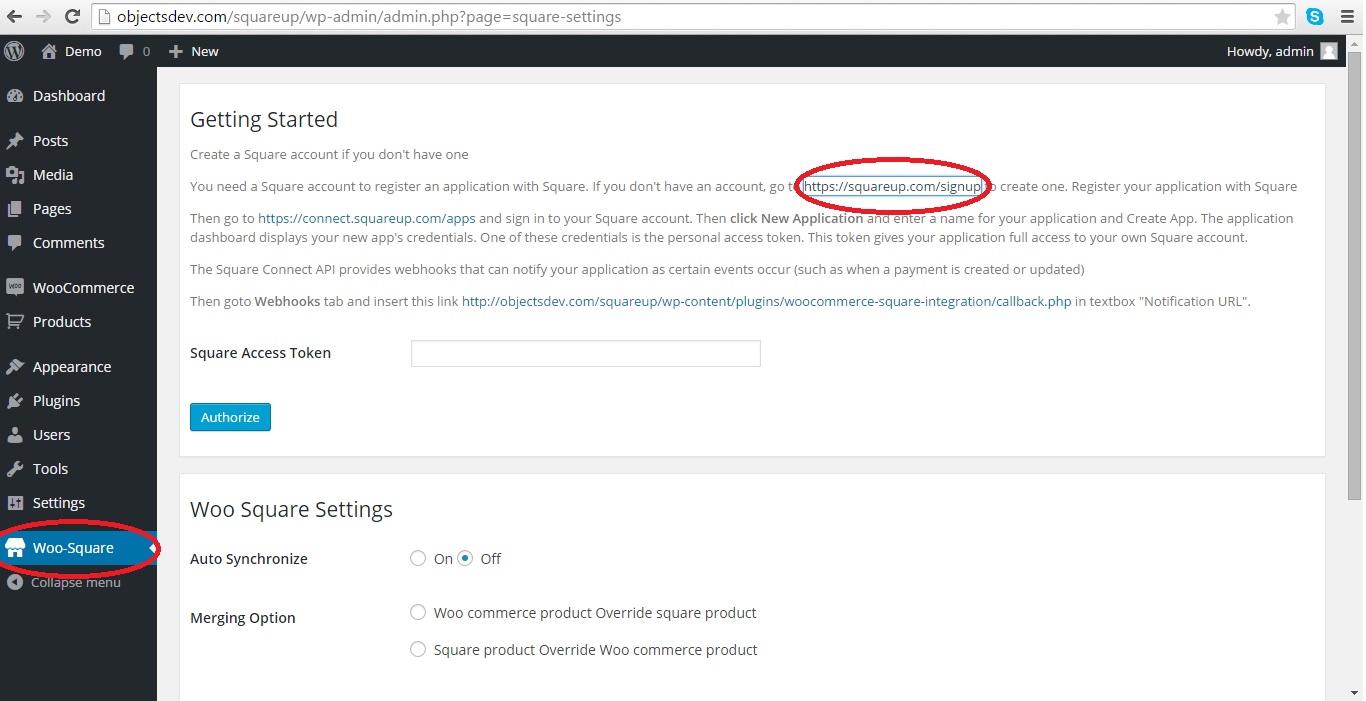 objectsdev.com/squareup/wp-admin/admin.php?page=square-settings
Demo 0 New Howdy, admin
Dashboard
Posts
Media
Pages
Comments
WooCommerce
Products
Appearance
Plugins
Users
Tools
Settings
Woo-Square
Collapse menu
Getting Started
Create a Square account if you don't have one
You need a Square account to register an application with Square. If you don't have an account, go to https://squareup.com/signup to create one. Register your application with Square
Then go to https://connect.squareup.com/apps and sign in to your Square account. Then click New Application and enter a name for your application and Create App. The application
dashboard displays your new app's credentials. One of these credentials is the personal access token. This token gives your application full access to your own Square account.
The Square Connect API provides webhooks that can notify your application as certain events occur (such as when a payment is created or updated)
Then goto Webhooks tab and insert this link http://objectsdev.com/squareup/wp-content/plugins/woocommerce-square-integration/callback.php in textbox "Notification URL".
Square Access Token
Authorize
Woo Square Settings
Auto Synchronize On Off
Merging Option Woo commerce product Override square product
Square product Override Woo commerce product